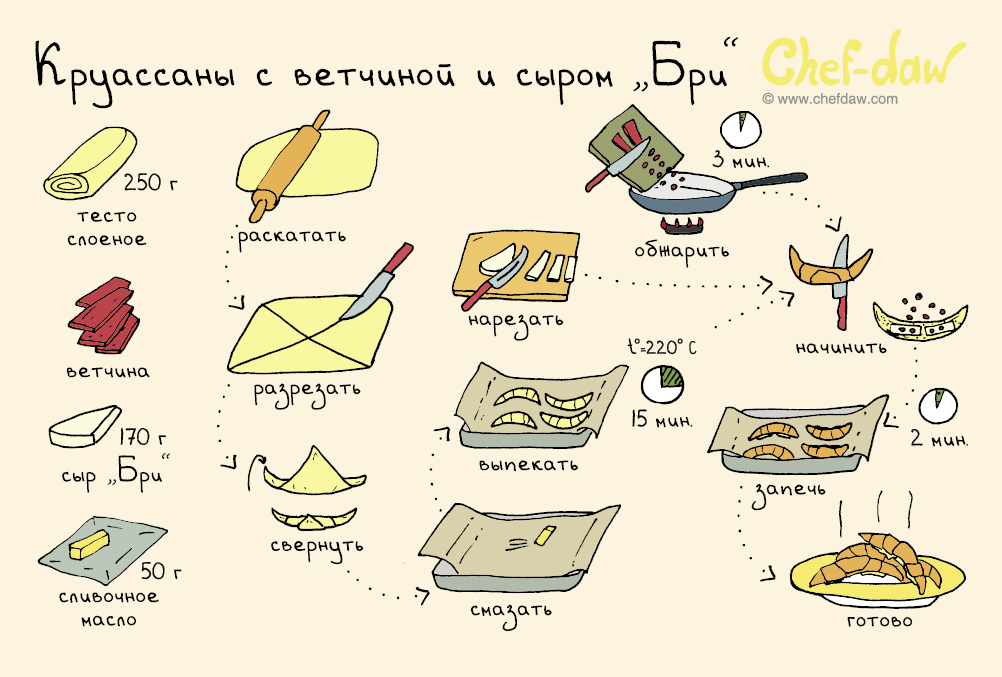 Круассаны с ветчиной и сыром „Бри“
Chef-daw
© www.chefdaw.com
250 г
тесто
слоеное
ветчина
170 г
сыр „Бри“
50 г
сливочное
масло
раскатать
разрезать
свернуть
смазать
выпекать
t°=220° С
15 мин.
нарезать
3 мин.
обжарить
начинить
2 мин.
запечь
готово